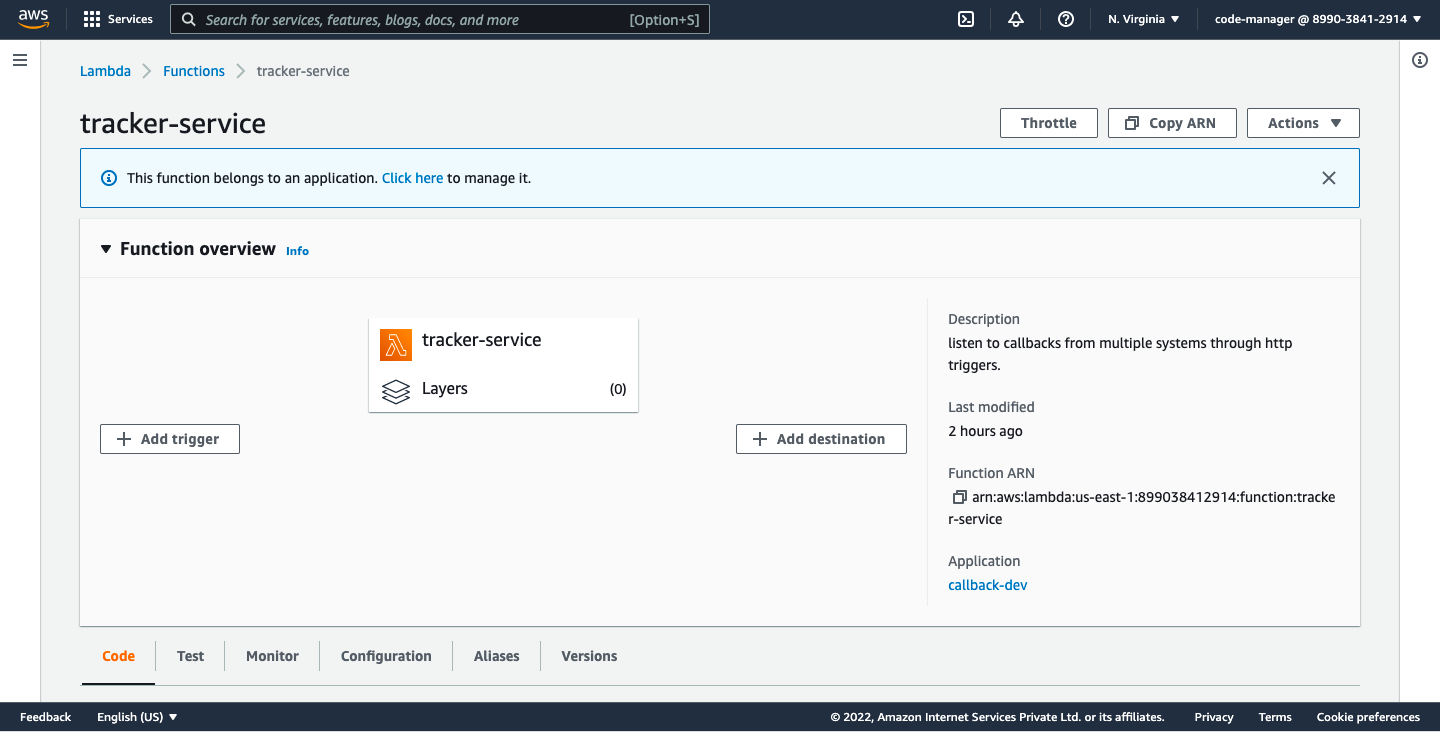 aws Services Search for services, features, blogs, docs, and more [Option+S] N. Virginia code-manager @ 8990-3841-2914
Lambda Functions tracker-service
tracker-service
Throttle Copy ARN Actions
This function belongs to an application. Click here to manage it.
Function overview Info
tracker-service
Layers (0)
Add trigger
Add destination
Description
listen to callbacks from multiple systems through http
triggers.
Last modified
2 hours ago
Function ARN
arn:aws:lambda:us-east-1:899038412914:function:tracke
r-service
Application
callback-dev
Code Test Monitor Configuration Aliases Versions
Feedback English (US) © 2022, Amazon Internet Services Private Ltd. or its affiliates. Privacy Terms Cookie preferences